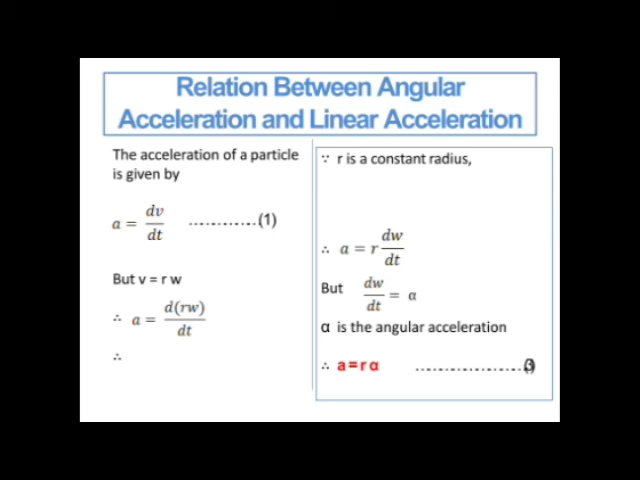 Relation Between Angular
Acceleration and Linear Acceleration
The acceleration of a particle
is given by
a = dv/dt ..............(1)
But v = r w
∴ a = d(rw)/dt
∴
∵ r is a constant radius,
∴ a = r dw/dt
But dw/dt = α
α is the angular acceleration
∴ a = r α ......................